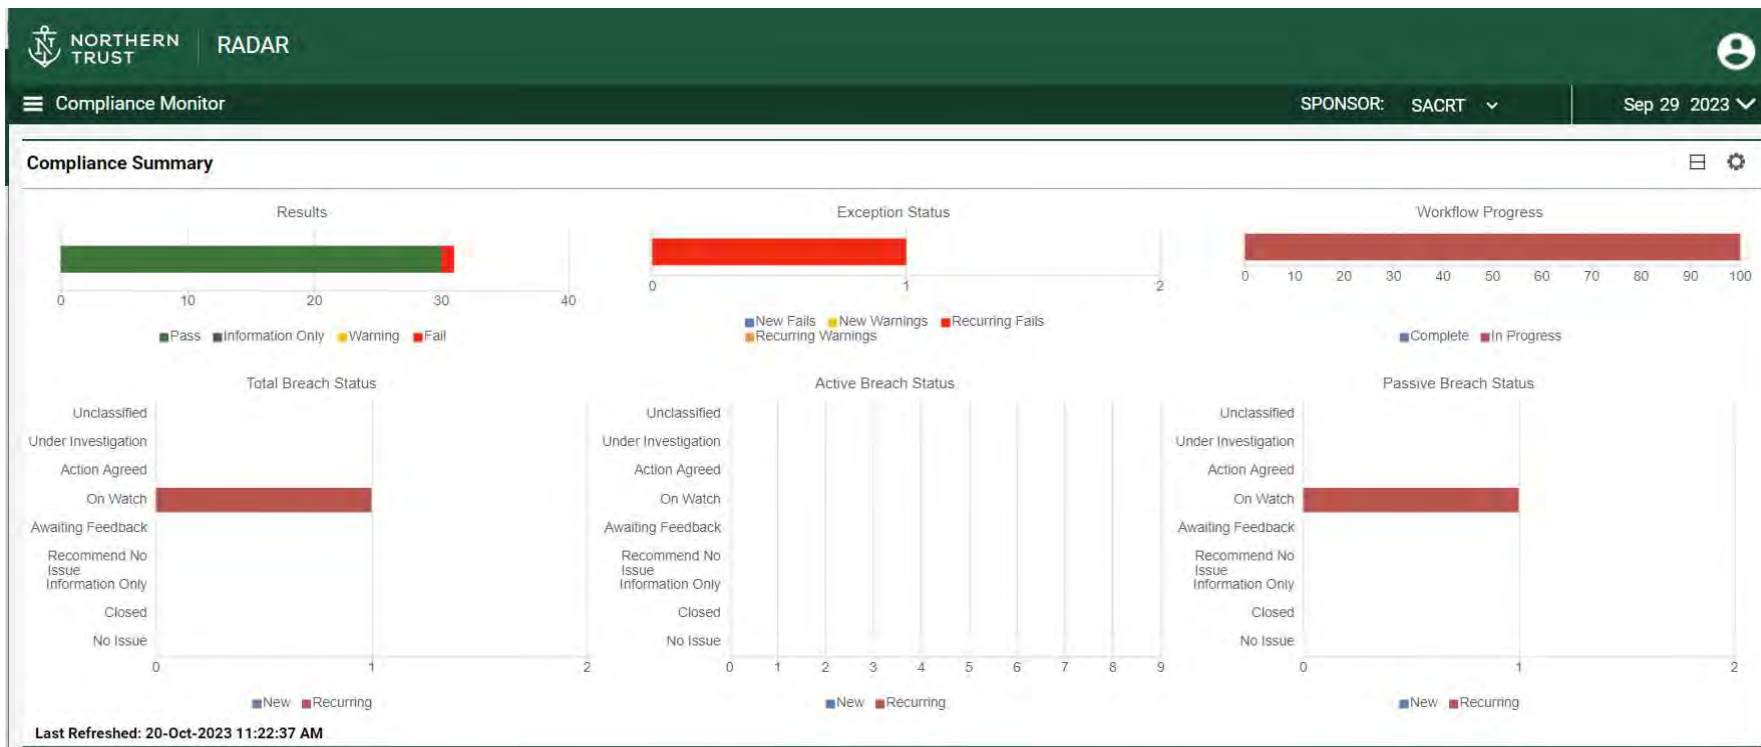 NORTHERN
TRUST
RADAR
Compliance Monitor
SPONSOR: SACRT
Sep 29 2023
Compliance Summary
Results
0 10 20 30 40
Pass Information Only Warning Fail
Exception Status
0 1 2
New Fails New Warnings Recurring Fails
Recurring Warnings
Workflow Progress
0 10 20 30 40 50 60 70 80 90 100
Complete In Progress
Total Breach Status
Unclassified
Under Investigation
Action Agreed
On Watch
Awaiting Feedback
Recommend No
Issue
Information Only
Closed
No Issue
0 1 2
New Recurring
Active Breach Status
Unclassified
Under Investigation
Action Agreed
On Watch
Awaiting Feedback
Recommend No
Issue
Information Only
Closed
No Issue
0 1 2 3 4 5 6 7 8 9
New Recurring
Passive Breach Status
Unclassified
Under Investigation
Action Agreed
On Watch
Awaiting Feedback
Recommend No
Issue
Information Only
Closed
No Issue
0 1 2
New Recurring
Last Refreshed: 20-Oct-2023 11:22:37 AM